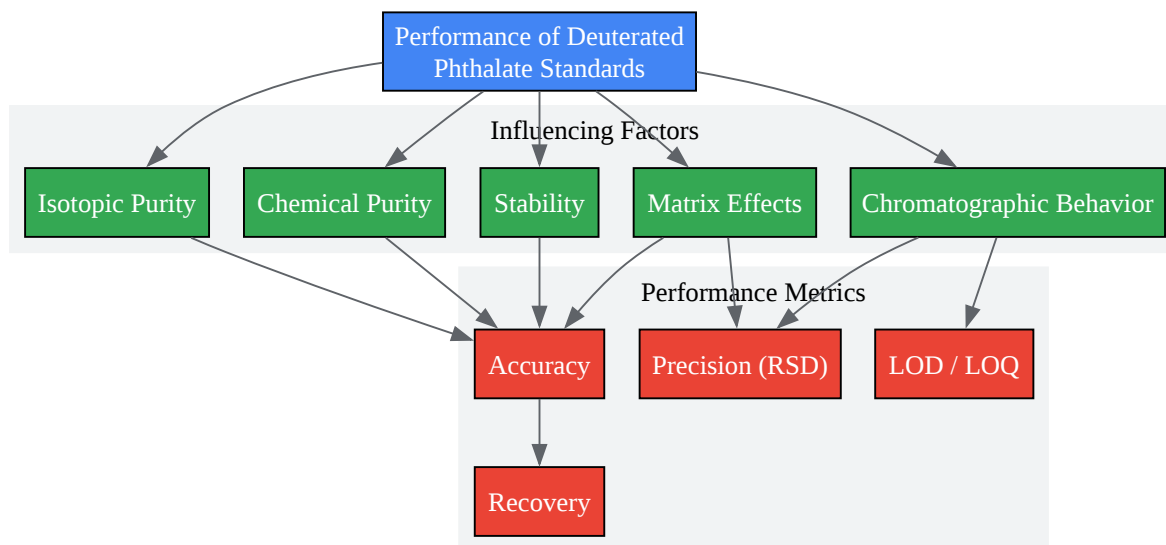 Performance of Deuterated
Phthalate Standards
Influencing Factors
Isotopic Purity
Chemical Purity
Stability
Matrix Effects
Chromatographic Behavior
Performance Metrics
Accuracy
Precision (RSD)
LOD / LOQ
Recovery